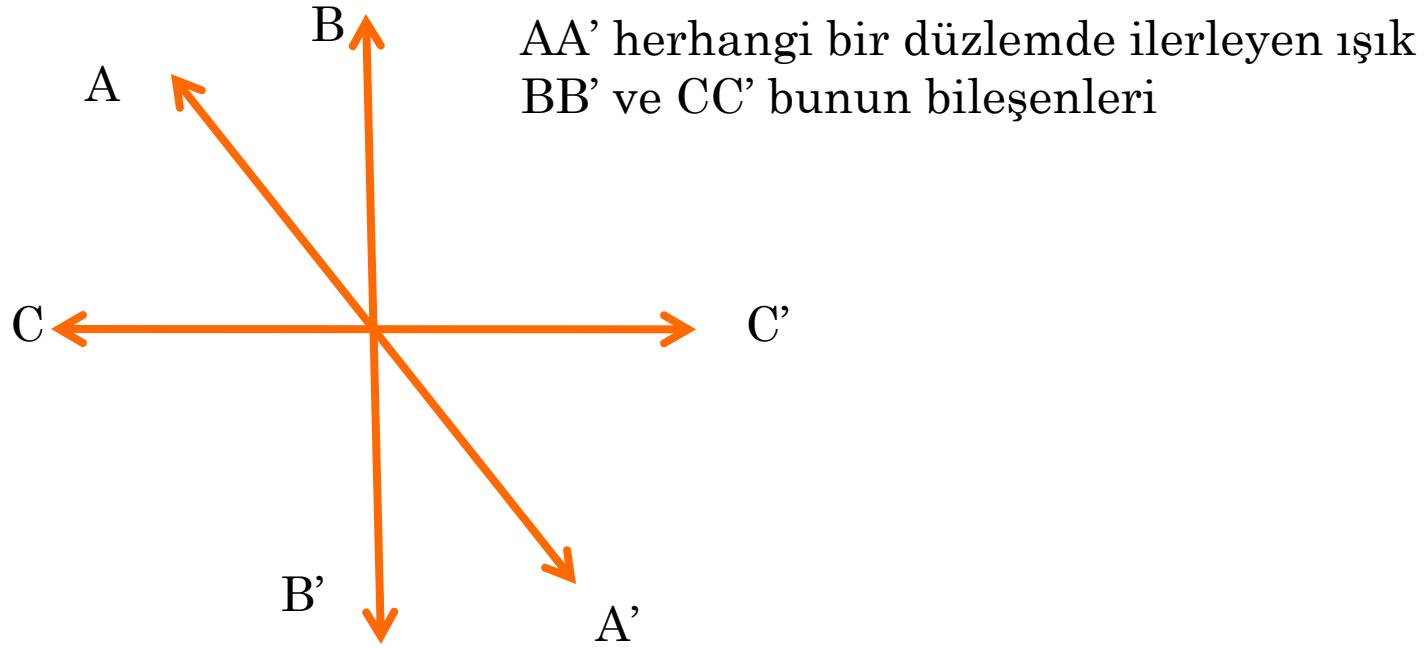 B
AA’ herhangi bir düzlemde ilerleyen ışık
BB’ ve CC’ bunun bileşenleri
A
C
C’
B’
A’